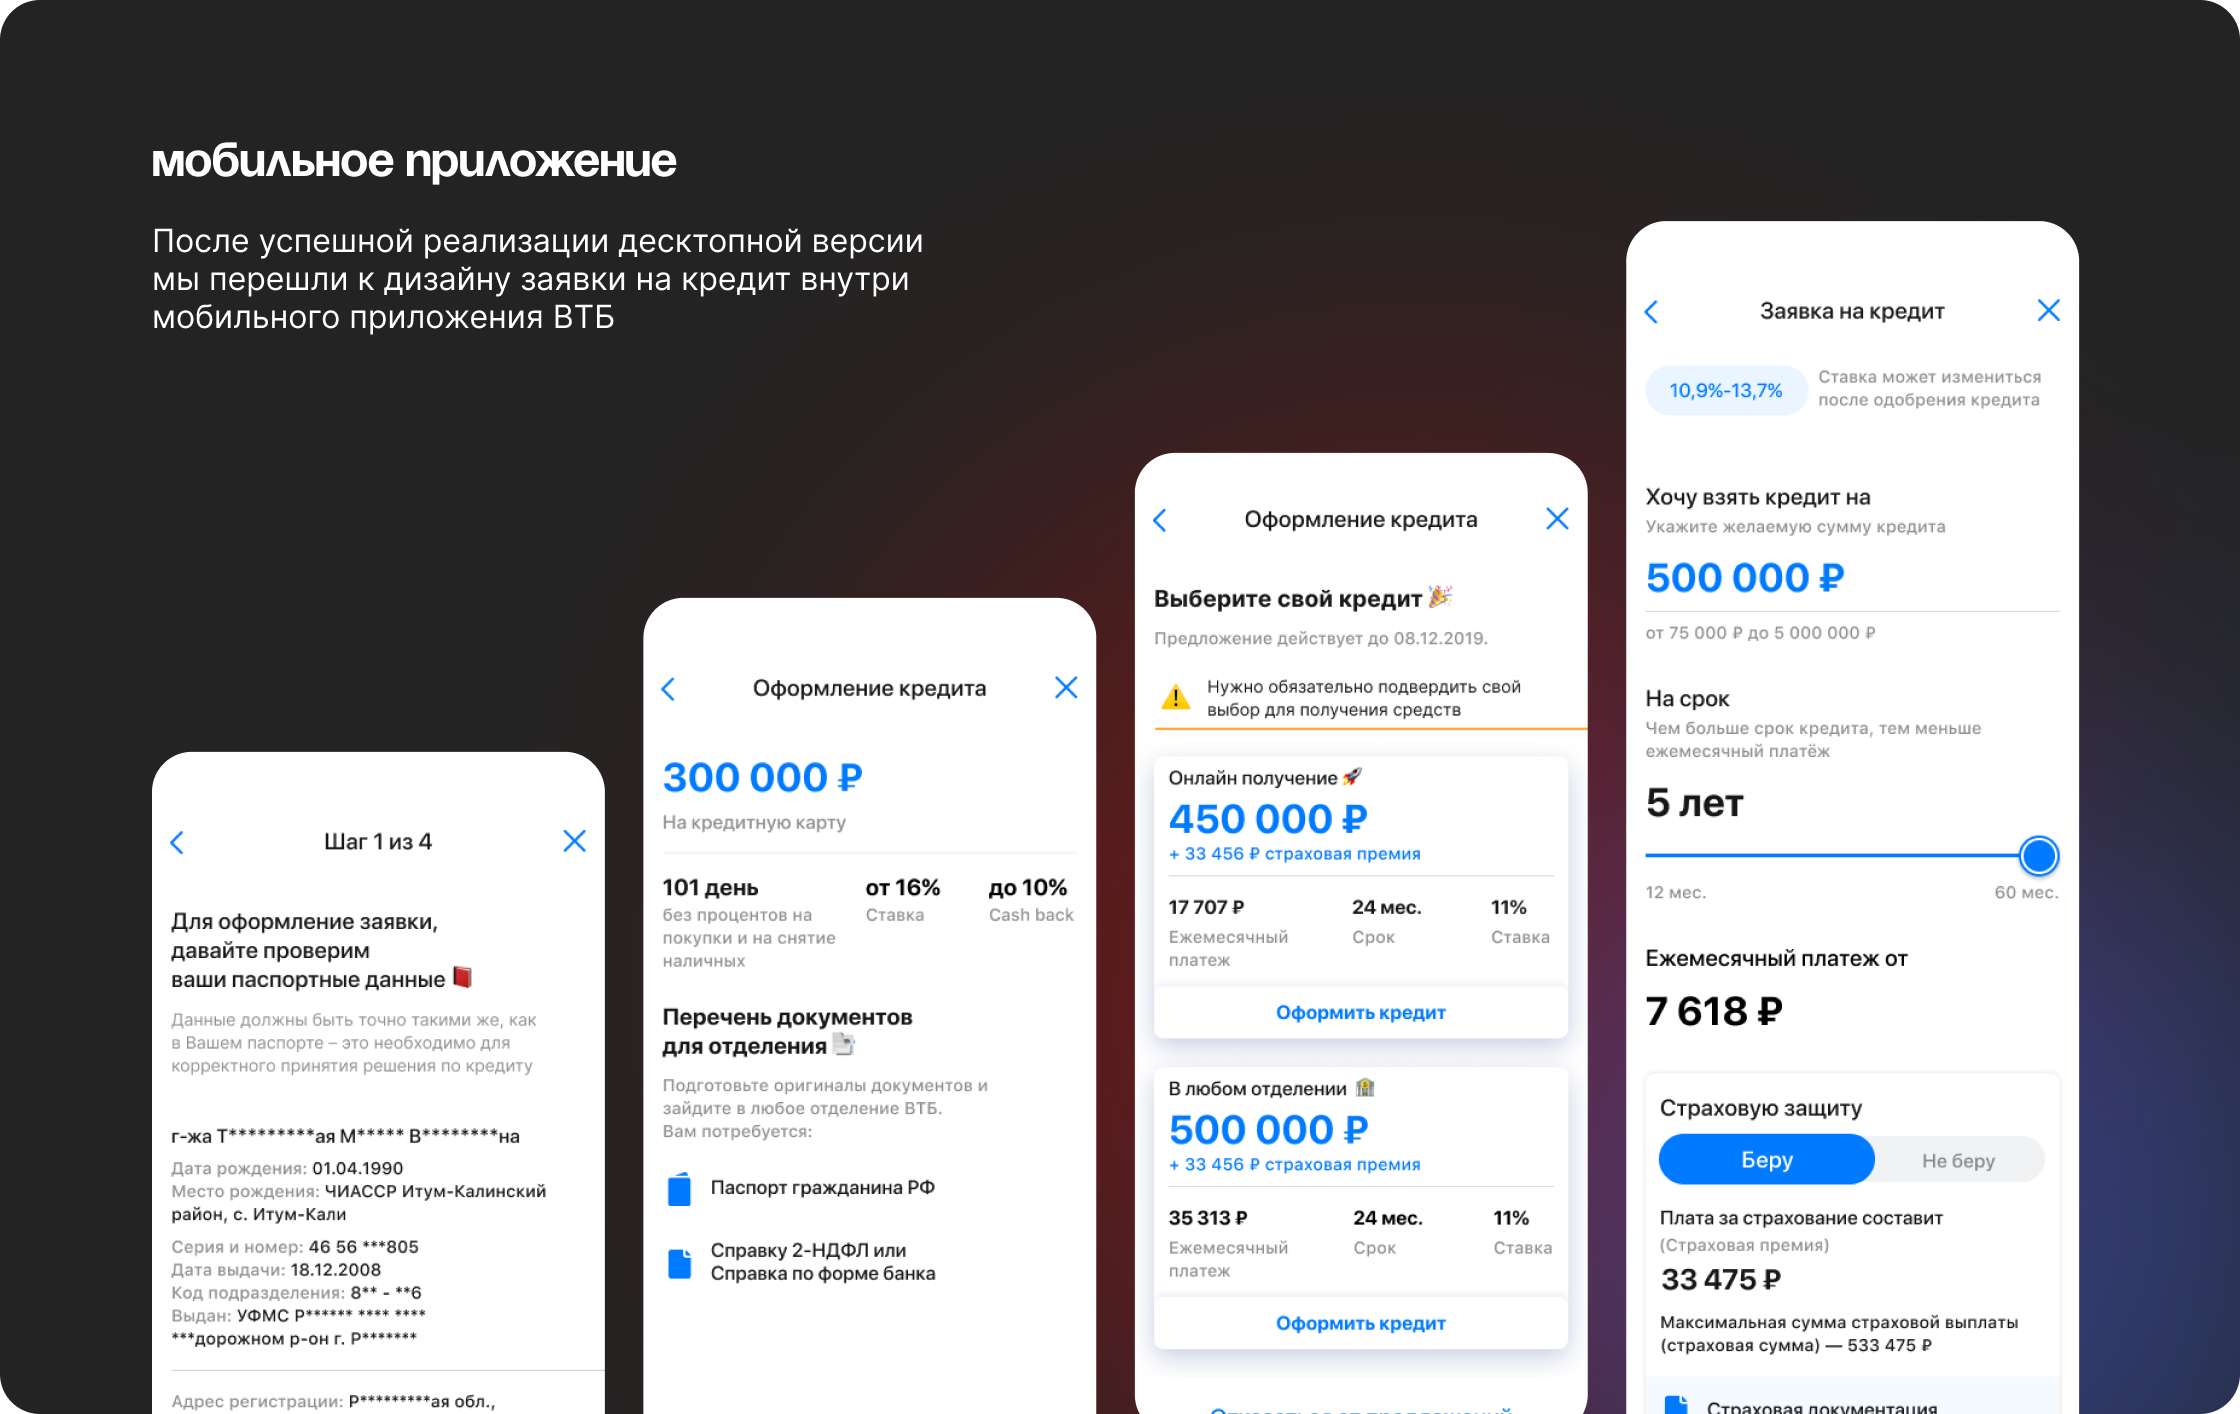 мобильное приложение
После успешной реализации десктопной версии
мы перешли к дизайну заявки на кредит внутри
мобильного приложения ВТБ
Шаг 1 из 4
Для оформление заявки,
давайте проверим
ваши паспортные данные
Данные должны быть точно такими же, как
в Вашем паспорте – это необходимо для
корректного принятия решения по кредиту
г-жа Т*********ая М***** В********на
Дата рождения: 01.04.1990
Место рождения: ЧИАССР Итум-Калинский
район, с. Итум-Кали
Серия и номер: 46 56 ***805
Дата выдачи: 18.12.2008
Код подразделения: 8** - **6
Выдан: УФМС Р****** **** ****
***дорожном р-он г. Р*******
Адрес регистрации: Р*********ая обл.,
Оформление кредита
300 000 ₽
На кредитную карту
101 день
без процентов на
покупки и на снятие
наличных
от 16%
Ставка
до 10%
Cash back
Перечень документов
для отделения
Подготовьте оригиналы документов и
зайдите в любое отделение ВТБ.
Вам потребуется:
Паспорт гражданина РФ
Справку 2-НДФЛ или
Справка по форме банка
Оформление кредита
Выберите свой кредит
Предложение действует до 08.12.2019.
Нужно обязательно подвердить свой
выбор для получения средств
Онлайн получение
450 000 ₽
+ 33 456 ₽ страховая премия
17 707 ₽
Ежемесячный
платеж
24 мес.
Срок
11%
Ставка
Оформить кредит
В любом отделении
500 000 ₽
+ 33 456 ₽ страховая премия
35 313 ₽
Ежемесячный
платеж
24 мес.
Срок
11%
Ставка
Оформить кредит
Заявка на кредит
10,9%-13,7%
Ставка может измениться
после одобрения кредита
Хочу взять кредит на
Укажите желаемую сумму кредита
500 000 ₽
от 75 000 ₽ до 5 000 000 ₽
На срок
Чем больше срок кредита, тем меньше
ежемесячный платёж
5 лет
12 мес.
60 мес.
Ежемесячный платеж от
7 618 ₽
Страховую защиту
Беру
Не беру
Плата за страхование составит
(Страховая премия)
33 475 ₽
Максимальная сумма страховой выплаты
(страховая сумма) — 533 475 ₽
Страховая документация